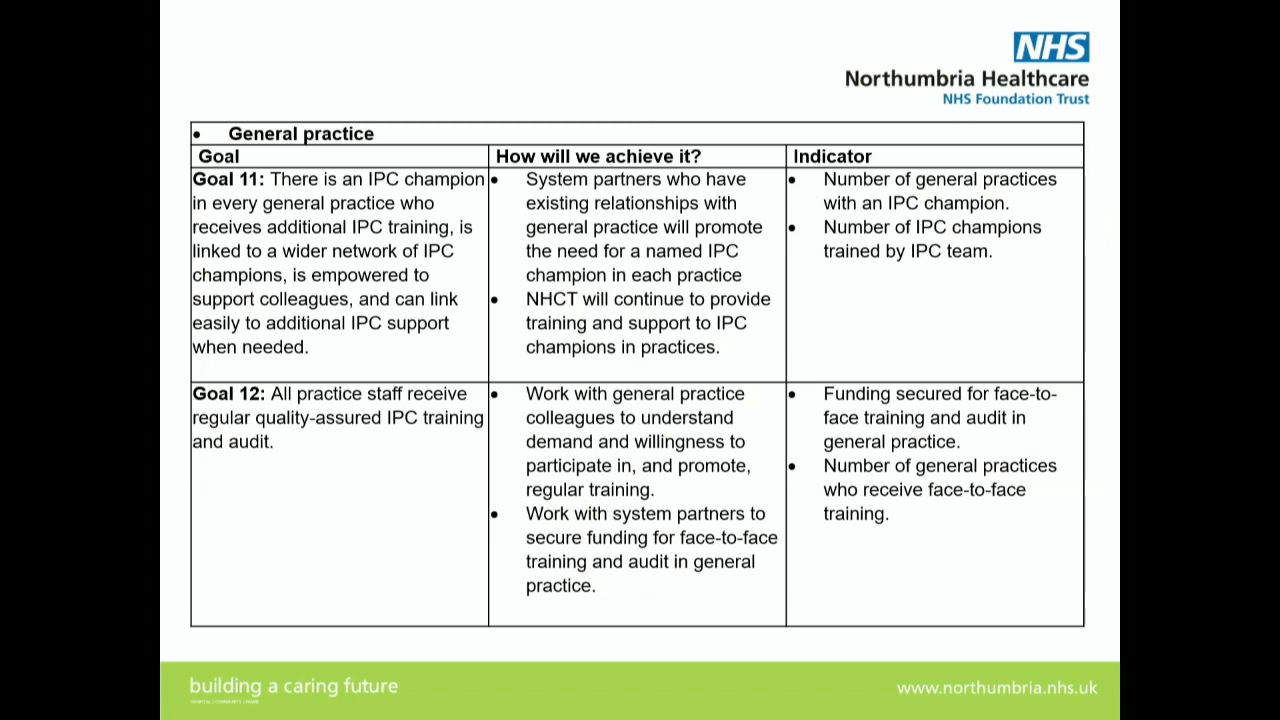 NHS
Northumbria Healthcare
NHS Foundation Trust
• General practice
Goal
How will we achieve it?
Indicator
Goal 11: There is an IPC champion
in every general practice who
receives additional IPC training, is
linked to a wider network of IPC
champions, is empowered to
support colleagues, and can link
easily to additional IPC support
when needed.
• System partners who have
existing relationships with
general practice will promote
the need for a named IPC
champion in each practice
• NHCT will continue to provide
training and support to IPC
champions in practices.
• Number of general practices
with an IPC champion.
• Number of IPC champions
trained by IPC team.
Goal 12: All practice staff receive
regular quality-assured IPC training
and audit.
• Work with general practice
colleagues to understand
demand and willingness to
participate in, and promote,
regular training.
• Work with system partners to
secure funding for face-to-face
training and audit in general
practice.
• Funding secured for face-to-
face training and audit in
general practice.
• Number of general practices
who receive face-to-face
training.
building a caring future
www.northumbria.nhs.uk